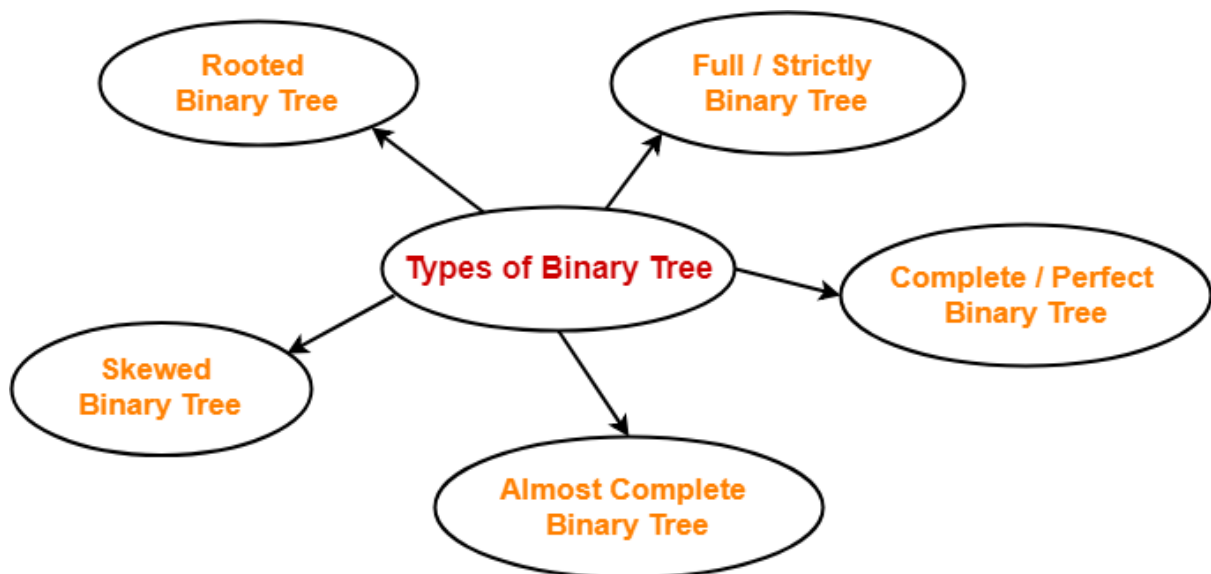 Rooted
Binary Tree
Full / Strictly
Binary Tree
Types of Binary Tree
Complete / Perfect
Binary Tree
Skewed
Binary Tree
Almost Complete
Binary Tree